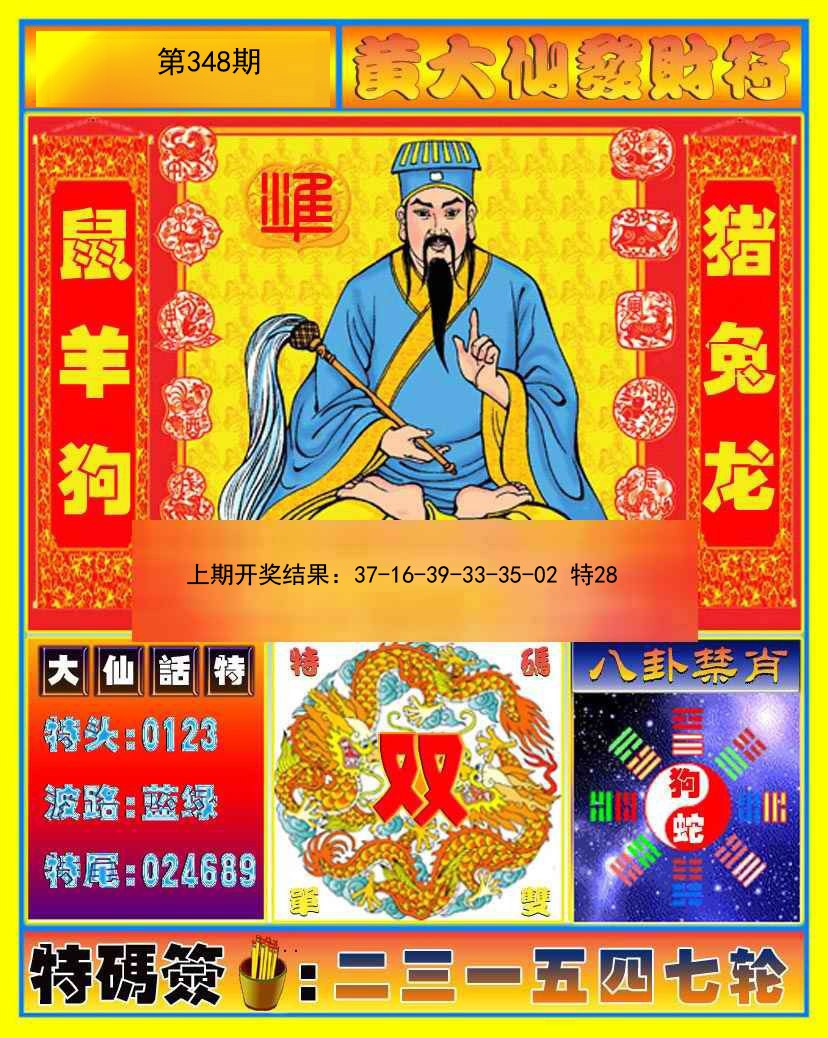 第348期
黄大仙發財符
鼠羊狗
猪兔龙
上期开奖结果：37-16-39-33-35-02 特28
大仙話特
特头:0123
波路:蓝绿
特尾:024689
特 碼
双
單 雙
八卦禁肖
狗
蛇
特碼簽:二三一五四七轮